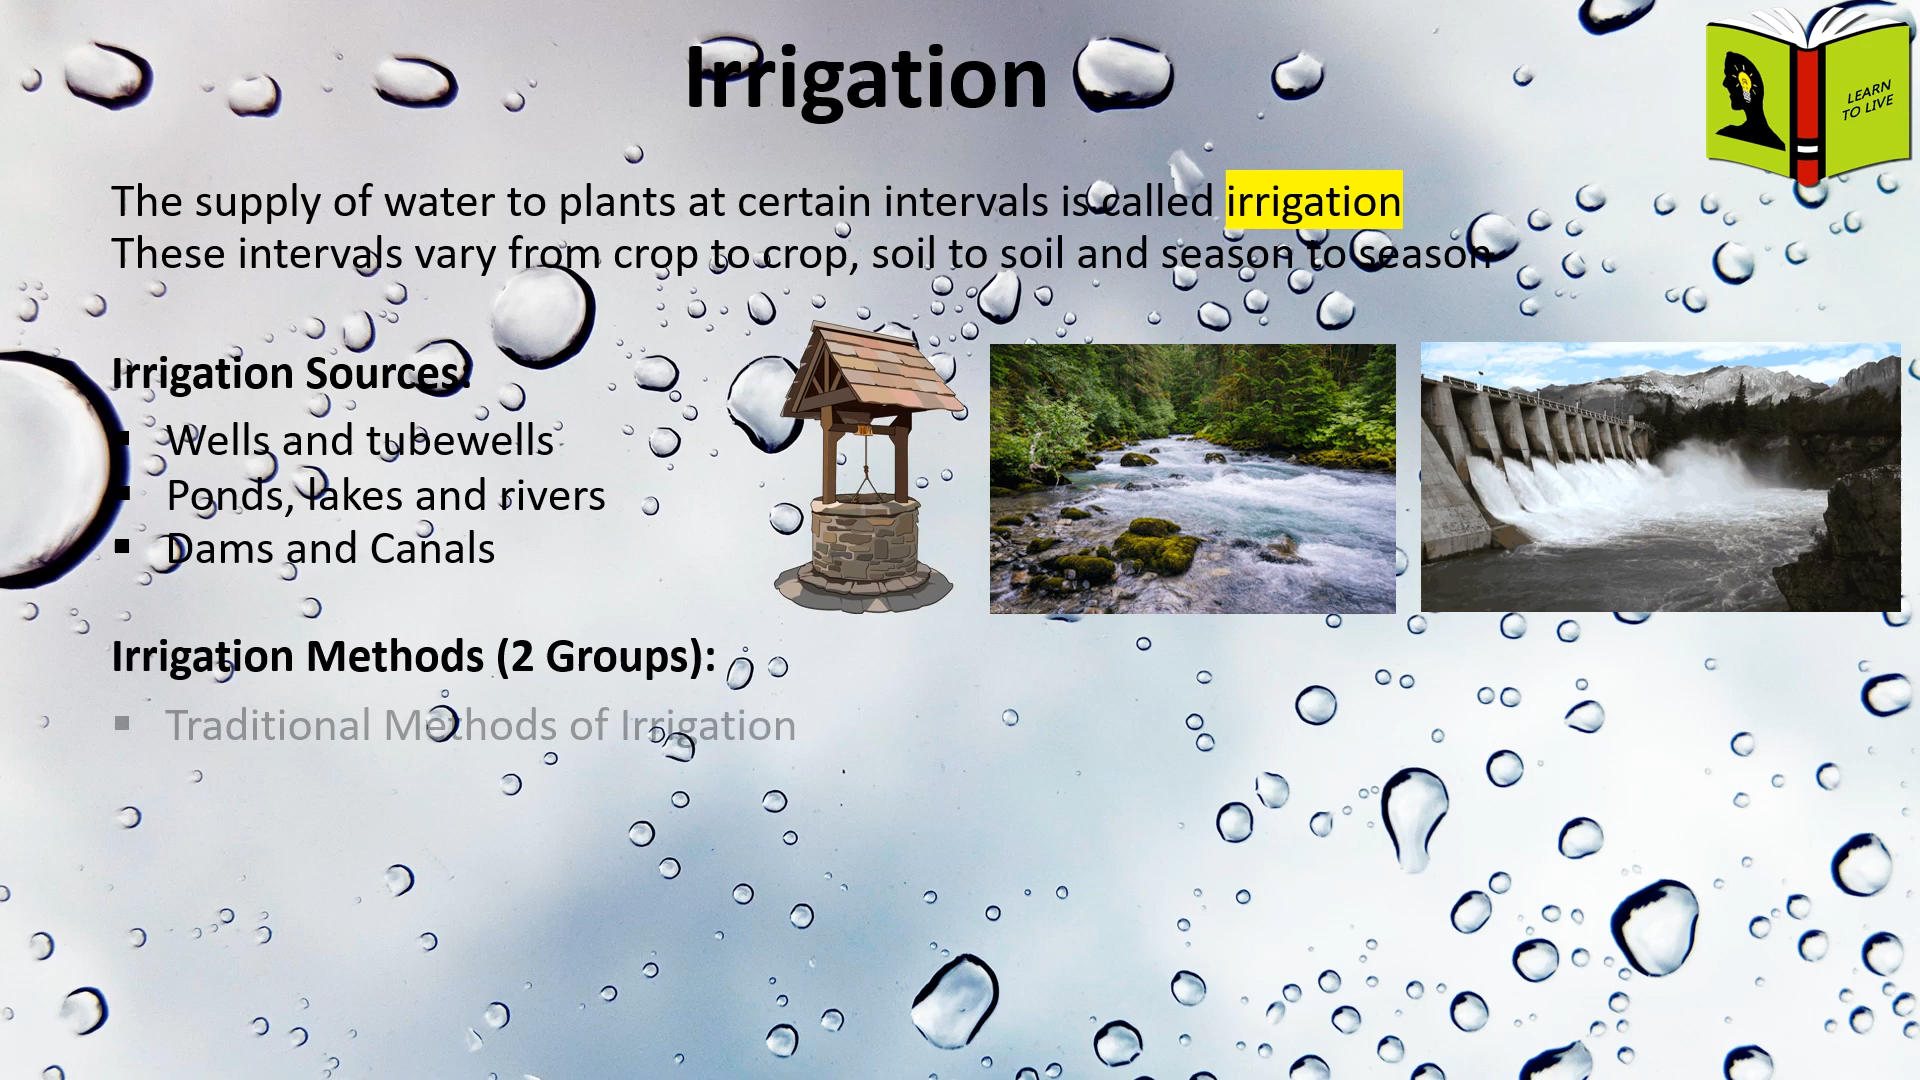 Irrigation
LEARN
TO LIVE
The supply of water to plants at certain intervals is called irrigation
These intervals vary from crop to crop, soil to soil and season to season
Irrigation Sources:
▪ Wells and tubewells
▪ Ponds, lakes and rivers
▪ Dams and Canals
Irrigation Methods (2 Groups):
▪ Traditional Methods of Irrigation